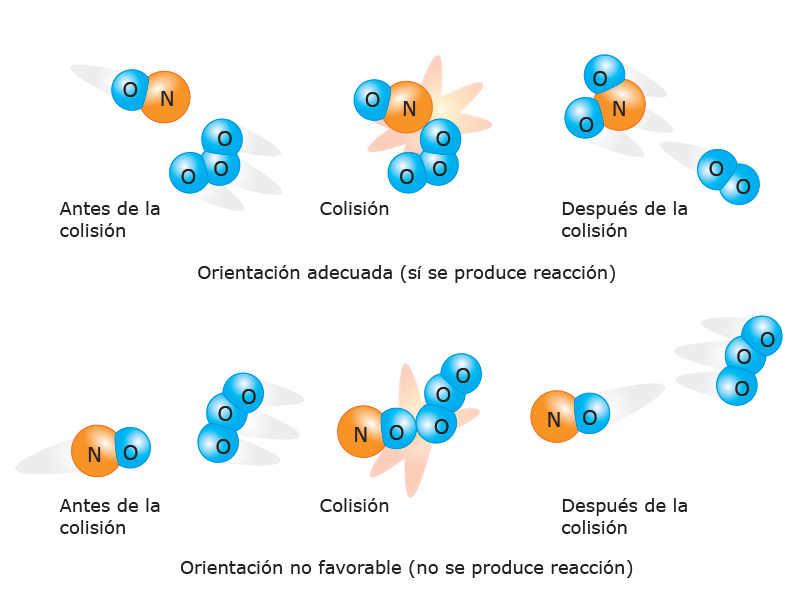 O N
O
O O
Antes de la
colisión
O N
O
O O
Colisión
O
N
O
O
O
Después de la
colisión
Orientación adecuada (sí se produce reacción)
N O
O
O
O
Antes de la
colisión
N O
O
O
O
Colisión
N O
O
O
O
Después de la
colisión
Orientación no favorable (no se produce reacción)